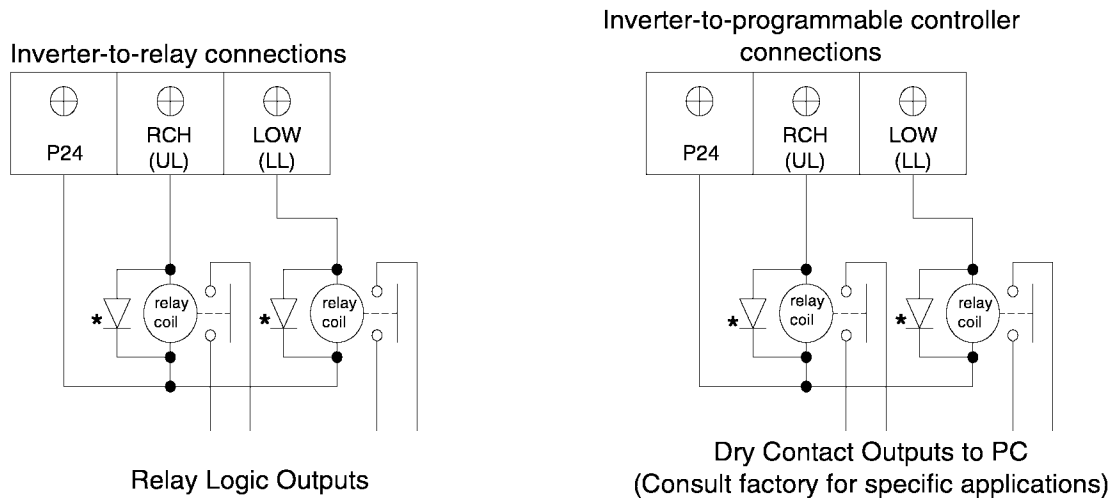 Inverter-to-relay connections
P24
RCH
(UL)
LOW
(LL)
relay
coil
*
relay
coil
*
Relay Logic Outputs
Inverter-to-programmable controller
connections
P24
RCH
(UL)
LOW
(LL)
relay
coil
*
relay
coil
*
Dry Contact Outputs to PC
(Consult factory for specific applications)